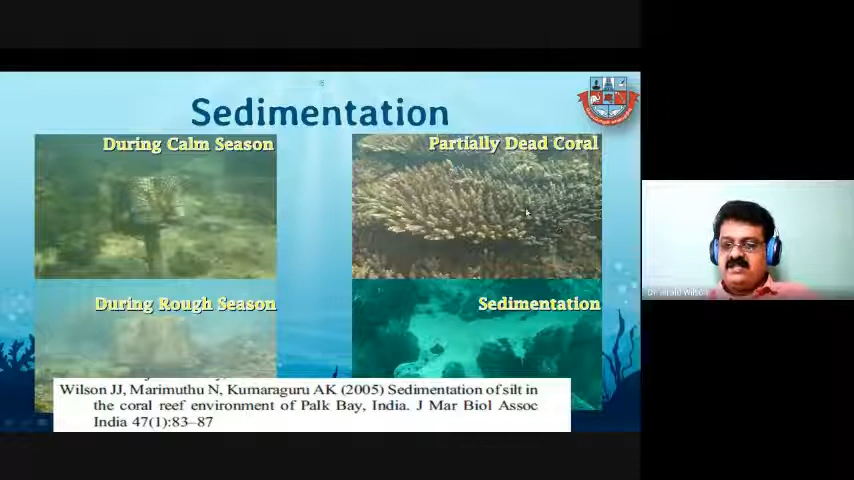 Sedimentation
During Calm Season
Partially Dead Coral
During Rough Season
Sedimentation
Wilson JJ, Marimuthu N, Kumaraguru AK (2005) Sedimentation of silt in
the coral reef environment of Palk Bay, India. J Mar Biol Assoc
India 47(1):83–87